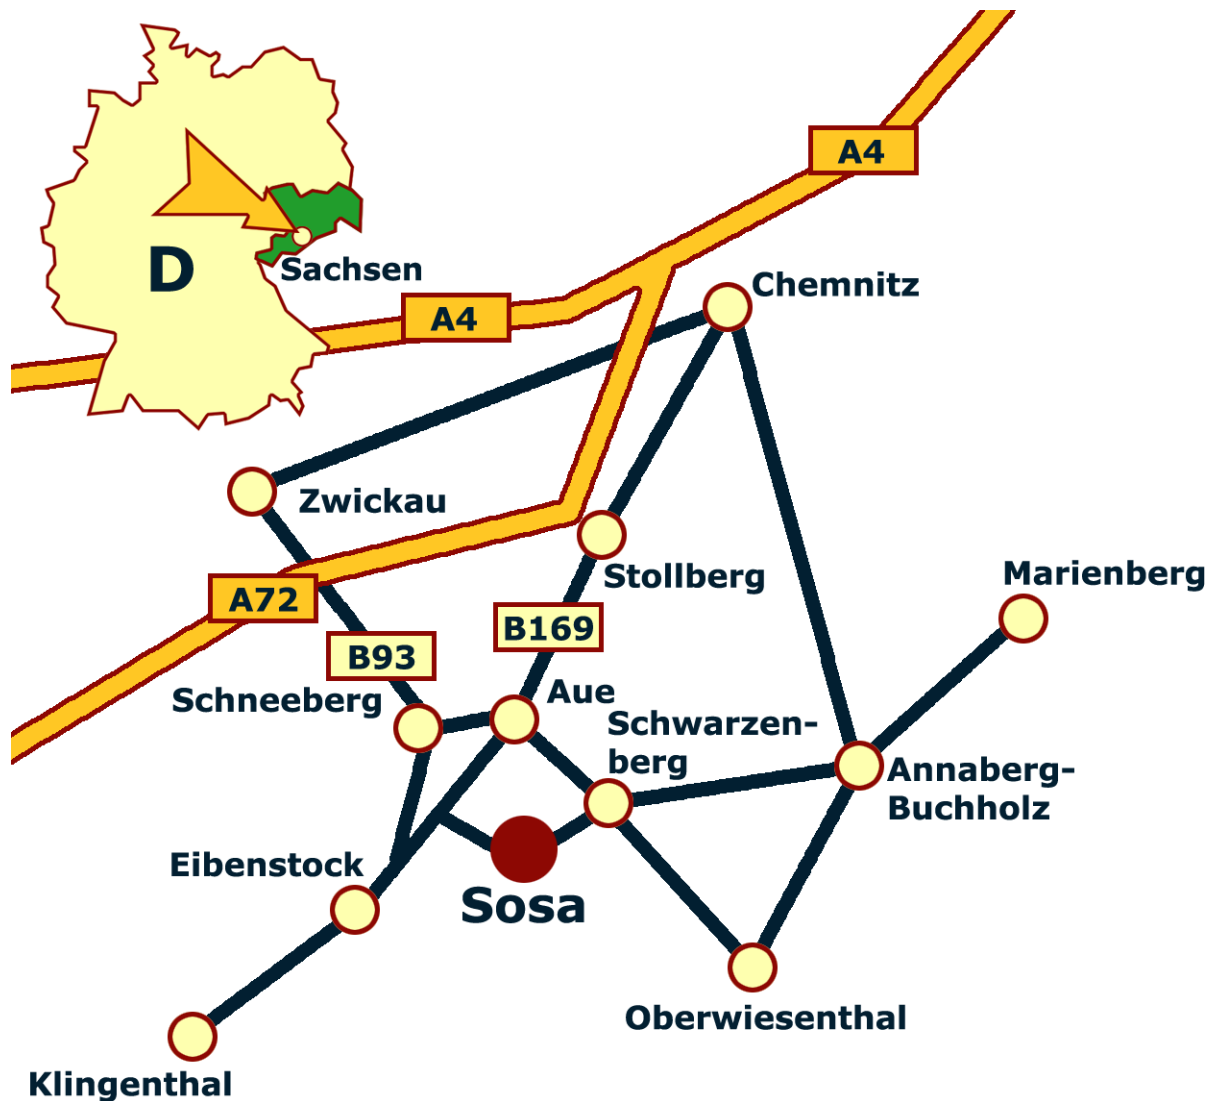 A4
D
Sachsen
Chemnitz
A4
Zwickau
Stollberg
Marienberg
A72
B169
B93
Schneeberg
Aue
Schwarzen-
berg
Annaberg-
Buchholz
Eibenstock
Sosa
Oberwiesenthal
Klingenthal